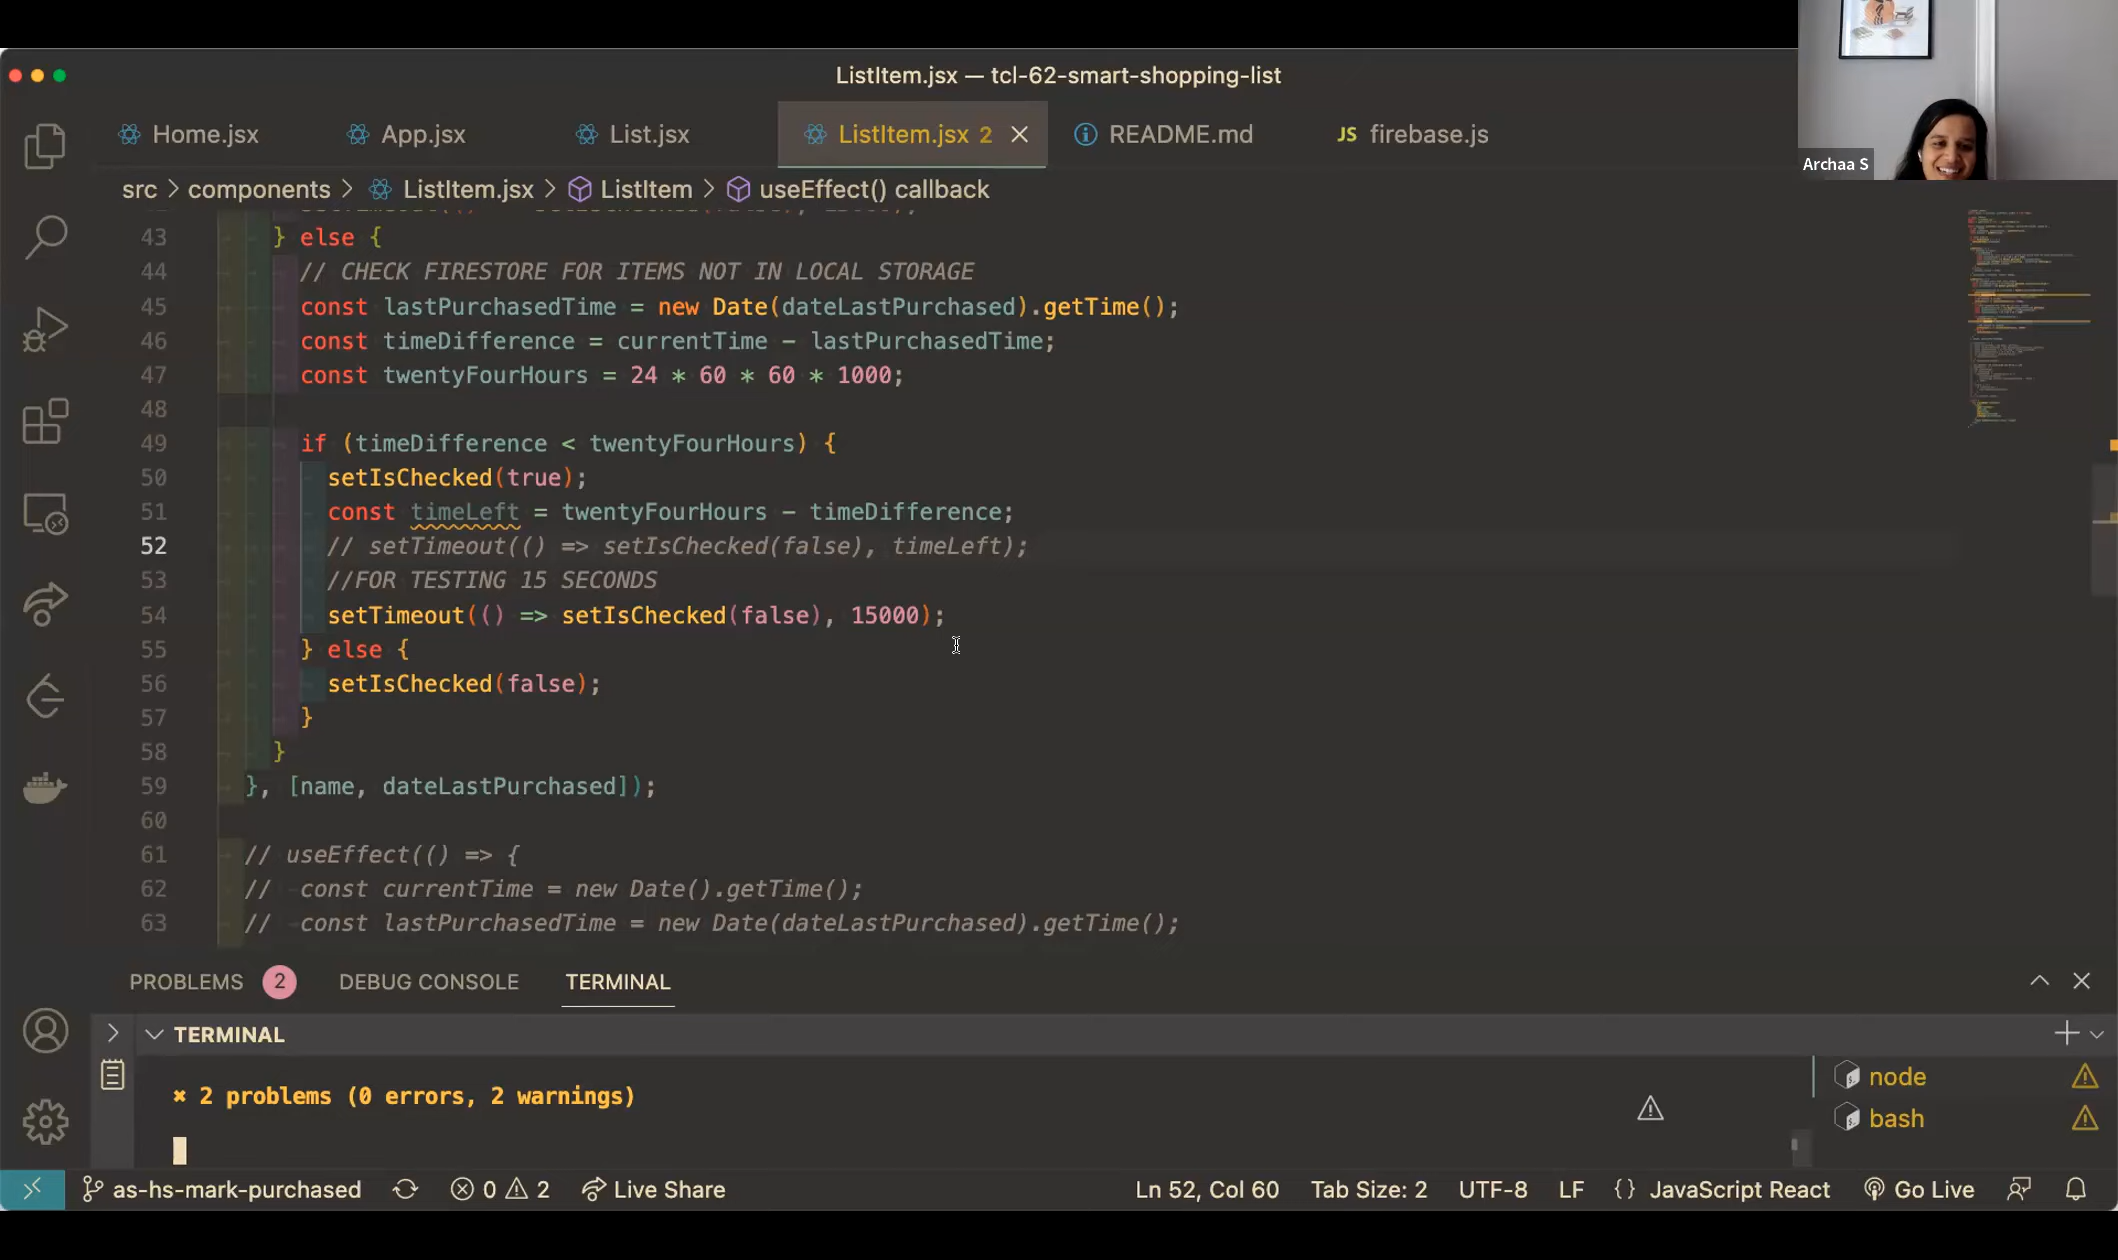 ListItem.jsx — tcl-62-smart-shopping-list
Home.jsx App.jsx List.jsx ListItem.jsx 2 README.md JS firebase.js
Archaa S
src > components > ListItem.jsx > ListItem > useEffect() callback
43 } else {
44 // CHECK FIRESTORE FOR ITEMS NOT IN LOCAL STORAGE
45 const lastPurchasedTime = new Date(dateLastPurchased).getTime();
46 const timeDifference = currentTime - lastPurchasedTime;
47 const twentyFourHours = 24 * 60 * 60 * 1000;
48
49 if (timeDifference < twentyFourHours) {
50 setIsChecked(true);
51 const timeLeft = twentyFourHours - timeDifference;
52 // setTimeout(() => setIsChecked(false), timeLeft);
53 //FOR TESTING 15 SECONDS
54 setTimeout(() => setIsChecked(false), 15000);
55 } else {
56 setIsChecked(false);
57 }
58 }
59 }, [name, dateLastPurchased]);
60
61 // useEffect(() => {
62 // const currentTime = new Date().getTime();
63 // const lastPurchasedTime = new Date(dateLastPurchased).getTime();
PROBLEMS 2 DEBUG CONSOLE TERMINAL
TERMINAL
✖ 2 problems (0 errors, 2 warnings)
node
bash
as-hs-mark-purchased 0 2 Live Share Ln 52, Col 60 Tab Size: 2 UTF-8 LF {} JavaScript React Go Live